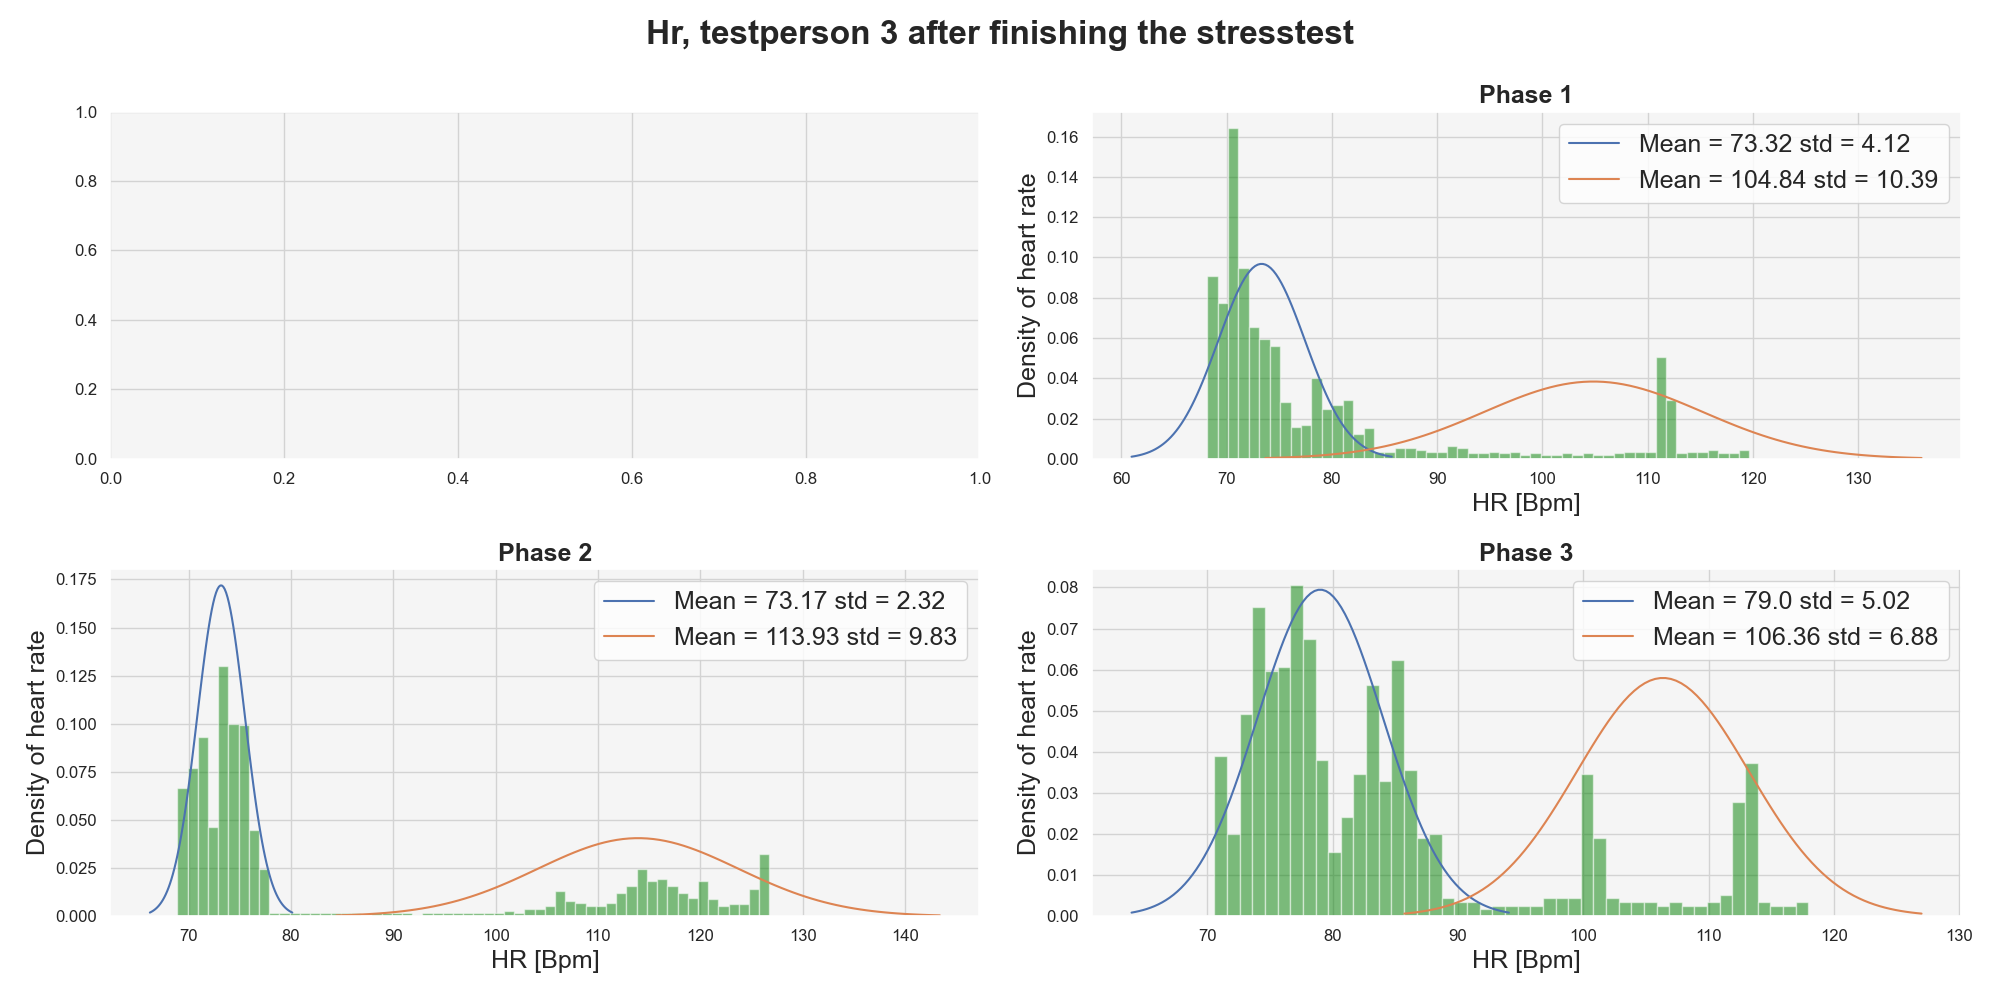 Hr, testperson 3 after finishing the stresstest
1.0
0.8
0.6
0.4
0.2
0.0
0.0 0.2 0.4 0.6 0.8 1.0
Phase 1
Density of heart rate
0.16
0.14
0.12
0.10
0.08
0.06
0.04
0.02
0.00
Mean = 73.32 std = 4.12
Mean = 104.84 std = 10.39
60 70 80 90 100 110 120 130
HR [Bpm]
Phase 2
Density of heart rate
0.175
0.150
0.125
0.100
0.075
0.050
0.025
0.000
Mean = 73.17 std = 2.32
Mean = 113.93 std = 9.83
70 80 90 100 110 120 130 140
HR [Bpm]
Phase 3
Density of heart rate
0.08
0.07
0.06
0.05
0.04
0.03
0.02
0.01
0.00
Mean = 79.0 std = 5.02
Mean = 106.36 std = 6.88
70 80 90 100 110 120 130
HR [Bpm]